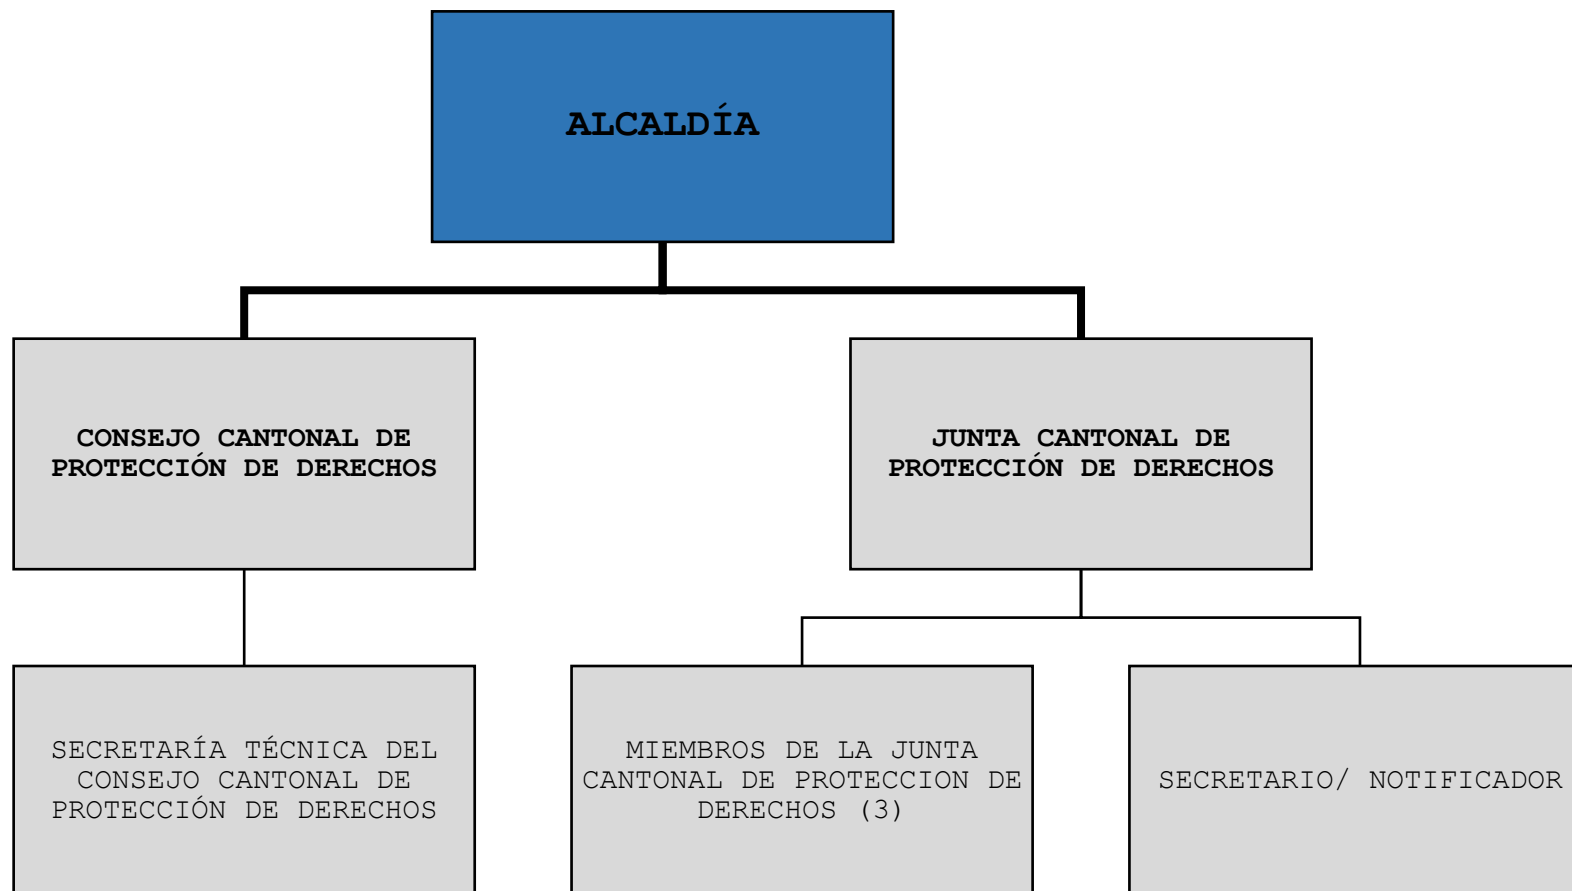 ALCALDÍA
CONSEJO CANTONAL DE
PROTECCIÓN DE DERECHOS
JUNTA CANTONAL DE
PROTECCIÓN DE DERECHOS
SECRETARÍA TÉCNICA DEL
CONSEJO CANTONAL DE
PROTECCIÓN DE DERECHOS
MIEMBROS DE LA JUNTA
CANTONAL DE PROTECCION DE
DERECHOS (3)
SECRETARIO/ NOTIFICADOR